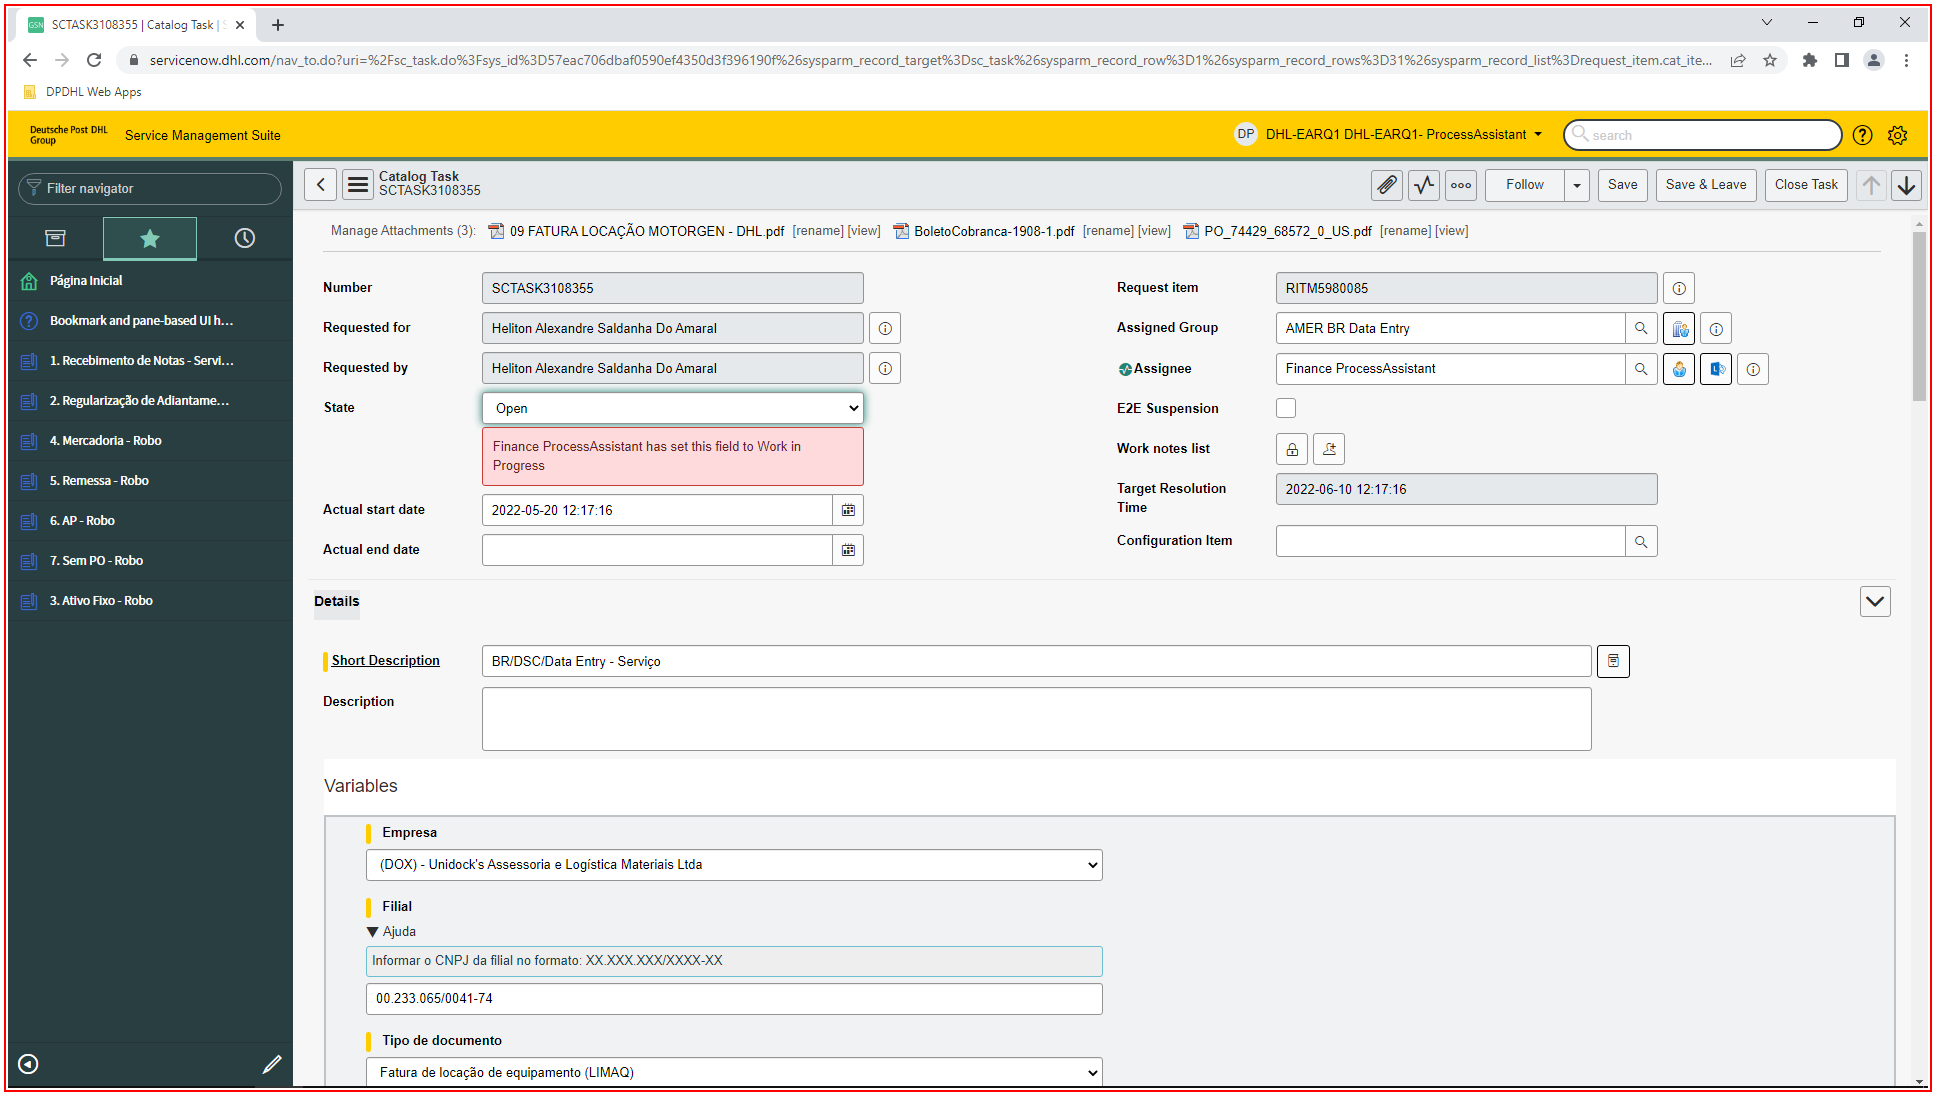 SCTASK3108355 | Catalog Task |
servicenow.dhl.com/nav_to.do?uri=%2Fsc_task.do%3Fsys_id%3D57eac706dbaf0590ef4350d3f396190f%26sysparm_record_target%3Dsc_task%26sysparm_record_row%3D1%26sysparm_record_rows%3D31%26sysparm_record_list%3Drequest_item.cat_ite...
DPDHL Web Apps
Deutsche Post DHL
Group
Service Management Suite
DP
DHL-EARQ1 DHL-EARQ1- ProcessAssistant
search
Filter navigator
Página Inicial
Bookmark and pane-based UI h...
1. Recebimento de Notas - Servi...
2. Regularização de Adiantame...
4. Mercadoria - Robo
5. Remessa - Robo
6. AP - Robo
7. Sem PO - Robo
3. Ativo Fixo - Robo
Catalog Task
SCTASK3108355
Follow
Save
Save & Leave
Close Task
Manage Attachments (3):
09 FATURA LOCAÇÃO MOTORGEN - DHL.pdf [rename] [view]
BoletoCobranca-1908-1.pdf [rename] [view]
PO_74429_68572_0_US.pdf [rename] [view]
Number
SCTASK3108355
Requested for
Heliton Alexandre Saldanha Do Amaral
Requested by
Heliton Alexandre Saldanha Do Amaral
State
Open
Finance ProcessAssistant has set this field to Work in
Progress
Actual start date
2022-05-20 12:17:16
Actual end date
Request item
RITM5980085
Assigned Group
AMER BR Data Entry
Assignee
Finance ProcessAssistant
E2E Suspension
Work notes list
Target Resolution
Time
2022-06-10 12:17:16
Configuration Item
Details
Short Description
BR/DSC/Data Entry - Serviço
Description
Variables
Empresa
(DOX) - Unidock's Assessoria e Logística Materiais Ltda
Filial
Ajuda
Informar o CNPJ da filial no formato: XX.XXX.XXX/XXXX-XX
00.233.065/0041-74
Tipo de documento
Fatura de locação de equipamento (LIMAQ)